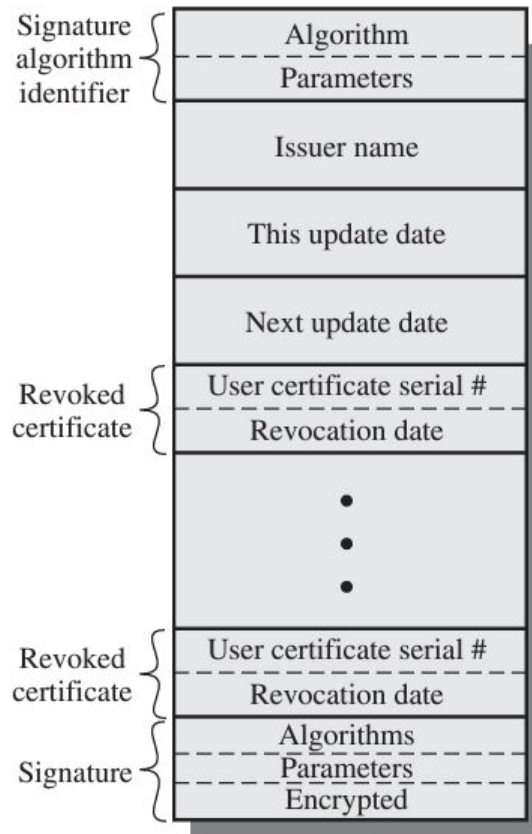 Signature
algorithm
identifier
Algorithm
Parameters
Issuer name
This update date
Next update date
Revoked
certificate
User certificate serial #
Revocation date
Revoked
certificate
User certificate serial #
Revocation date
Signature
Algorithms
Parameters
Encrypted